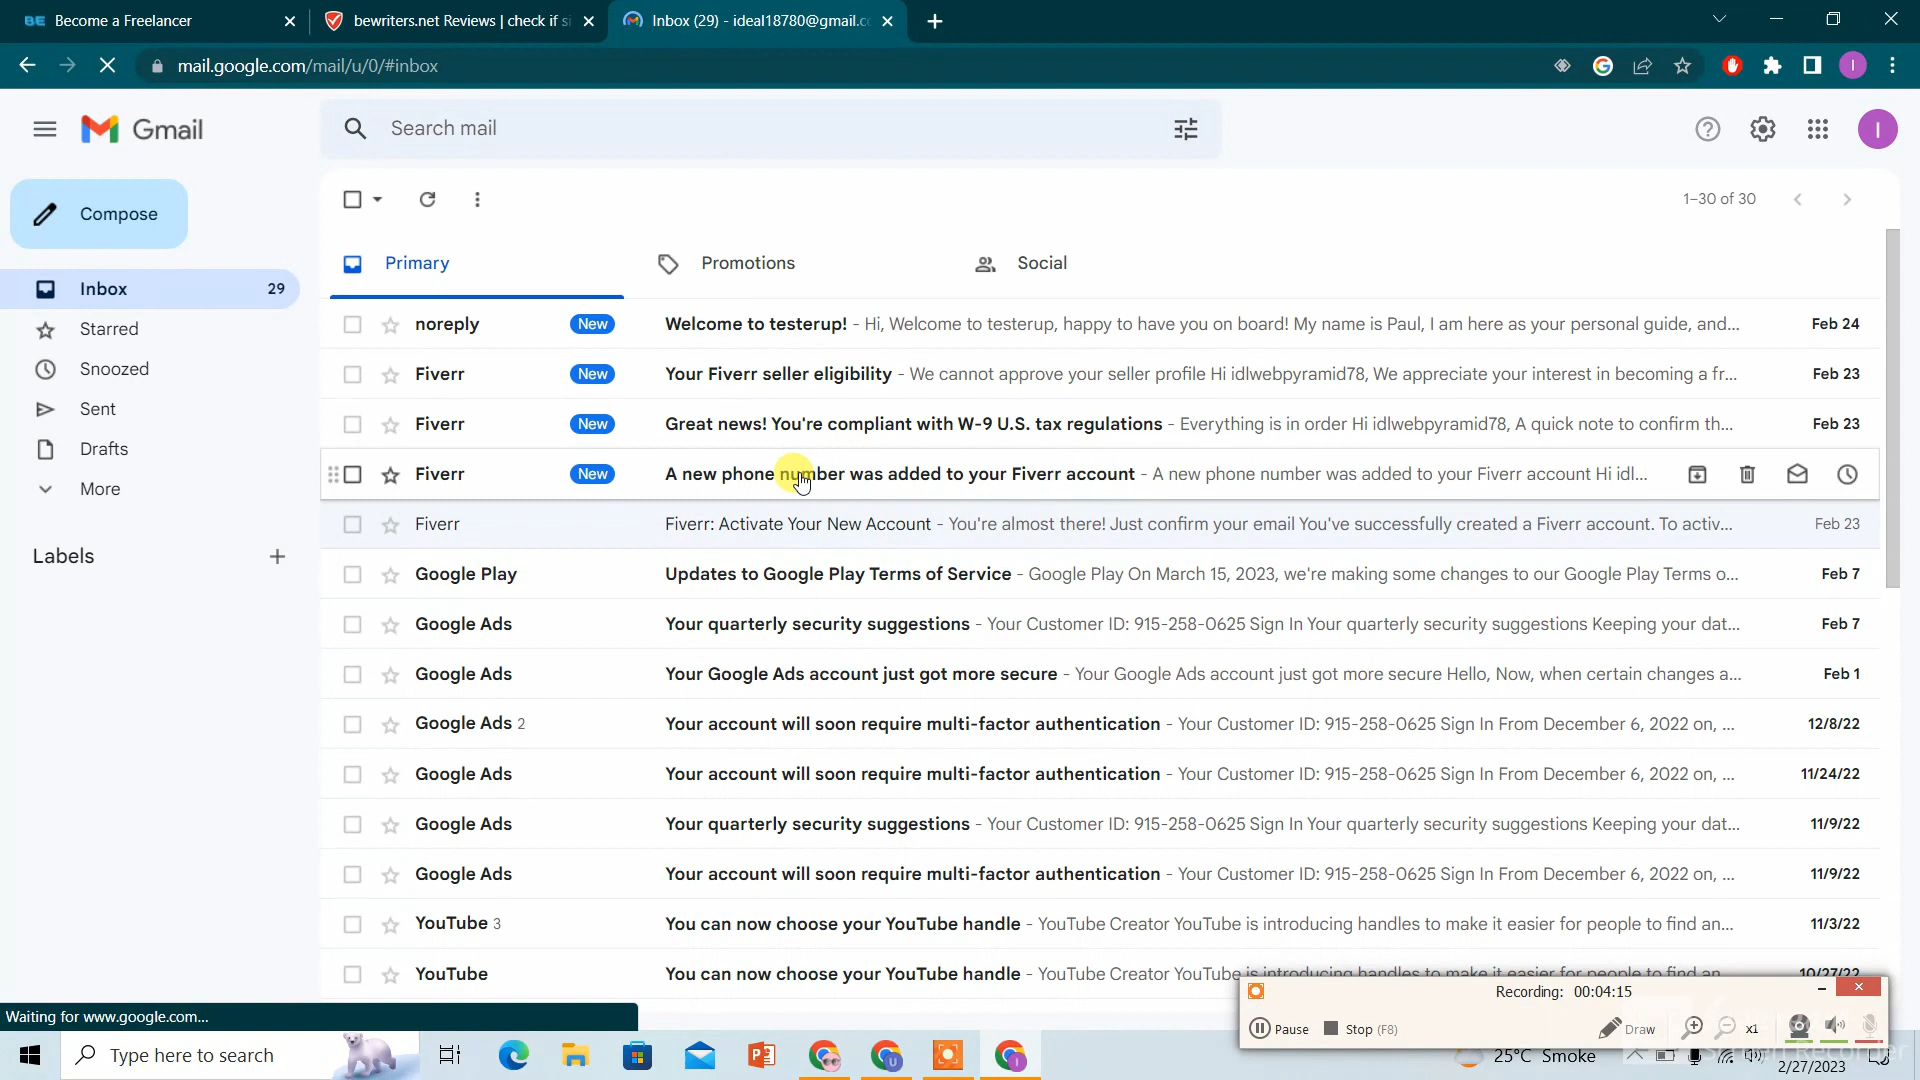 BE Become a Freelancer
bewriters.net Reviews | check if si
Inbox (29) - ideal18780@gmail.c
mail.google.com/mail/u/0/#inbox
I
Gmail
Search mail
I
Compose
1–30 of 30
Primary
Promotions
Social
Inbox 29
Starred
Snoozed
Sent
Drafts
More
Labels
noreply New Welcome to testerup! - Hi, Welcome to testerup, happy to have you on board! My name is Paul, I am here as your personal guide, and... Feb 24
Fiverr New Your Fiverr seller eligibility - We cannot approve your seller profile Hi idlwebpyramid78, We appreciate your interest in becoming a fr... Feb 23
Fiverr New Great news! You're compliant with W-9 U.S. tax regulations - Everything is in order Hi idlwebpyramid78, A quick note to confirm th... Feb 23
Fiverr New A new phone number was added to your Fiverr account - A new phone number was added to your Fiverr account Hi idl...
Fiverr Fiverr: Activate Your New Account - You're almost there! Just confirm your email You've successfully created a Fiverr account. To activ... Feb 23
Google Play Updates to Google Play Terms of Service - Google Play On March 15, 2023, we're making some changes to our Google Play Terms o... Feb 7
Google Ads Your quarterly security suggestions - Your Customer ID: 915-258-0625 Sign In Your quarterly security suggestions Keeping your dat... Feb 7
Google Ads Your Google Ads account just got more secure - Your Google Ads account just got more secure Hello, Now, when certain changes a... Feb 1
Google Ads 2 Your account will soon require multi-factor authentication - Your Customer ID: 915-258-0625 Sign In From December 6, 2022 on, ... 12/8/22
Google Ads Your account will soon require multi-factor authentication - Your Customer ID: 915-258-0625 Sign In From December 6, 2022 on, ... 11/24/22
Google Ads Your quarterly security suggestions - Your Customer ID: 915-258-0625 Sign In Your quarterly security suggestions Keeping your dat... 11/9/22
Google Ads Your account will soon require multi-factor authentication - Your Customer ID: 915-258-0625 Sign In From December 6, 2022 on, ... 11/9/22
YouTube 3 You can now choose your YouTube handle - YouTube Creator YouTube is introducing handles to make it easier for people to find an... 11/3/22
YouTube You can now choose your YouTube handle - YouTube Creator YouTube is introducing handles to make it easier for people to find an 10/27/22
Recording: 00:04:15
Pause Stop (F8) Draw x1
Waiting for www.google.com...
Type here to search
25°C Smoke
2/27/2023